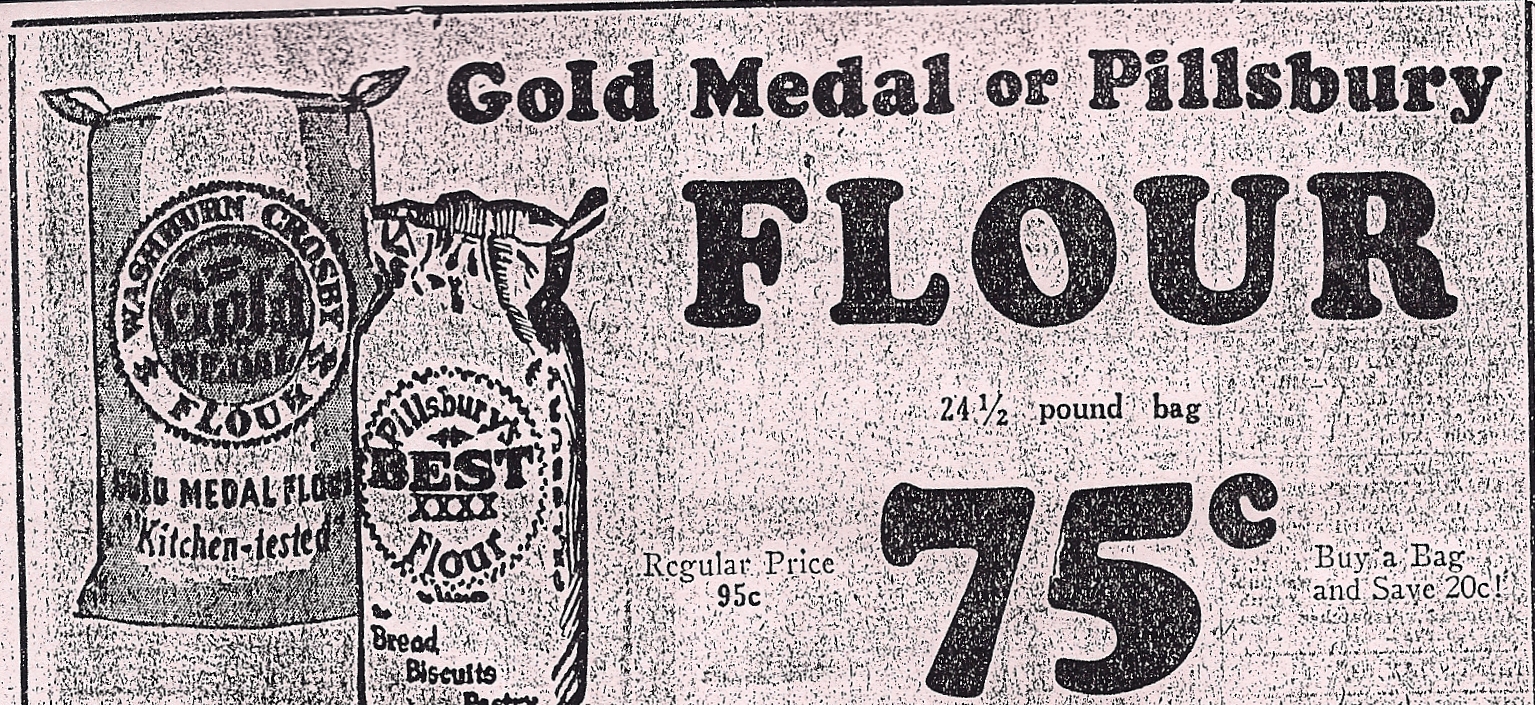 Gold Medal or Pillsbury
FLOUR
24½ pound bag
Regular Price
95c
75c
Buy a Bag
and Save 20c!
WASHBURN CROSBY
Gold
MEDAL
FLOUR
GOLD MEDAL FLOUR
"Kitchen-tested"
Pillsbury's
BEST
XXXX
Flour
Bread,
Biscuits
Pastry